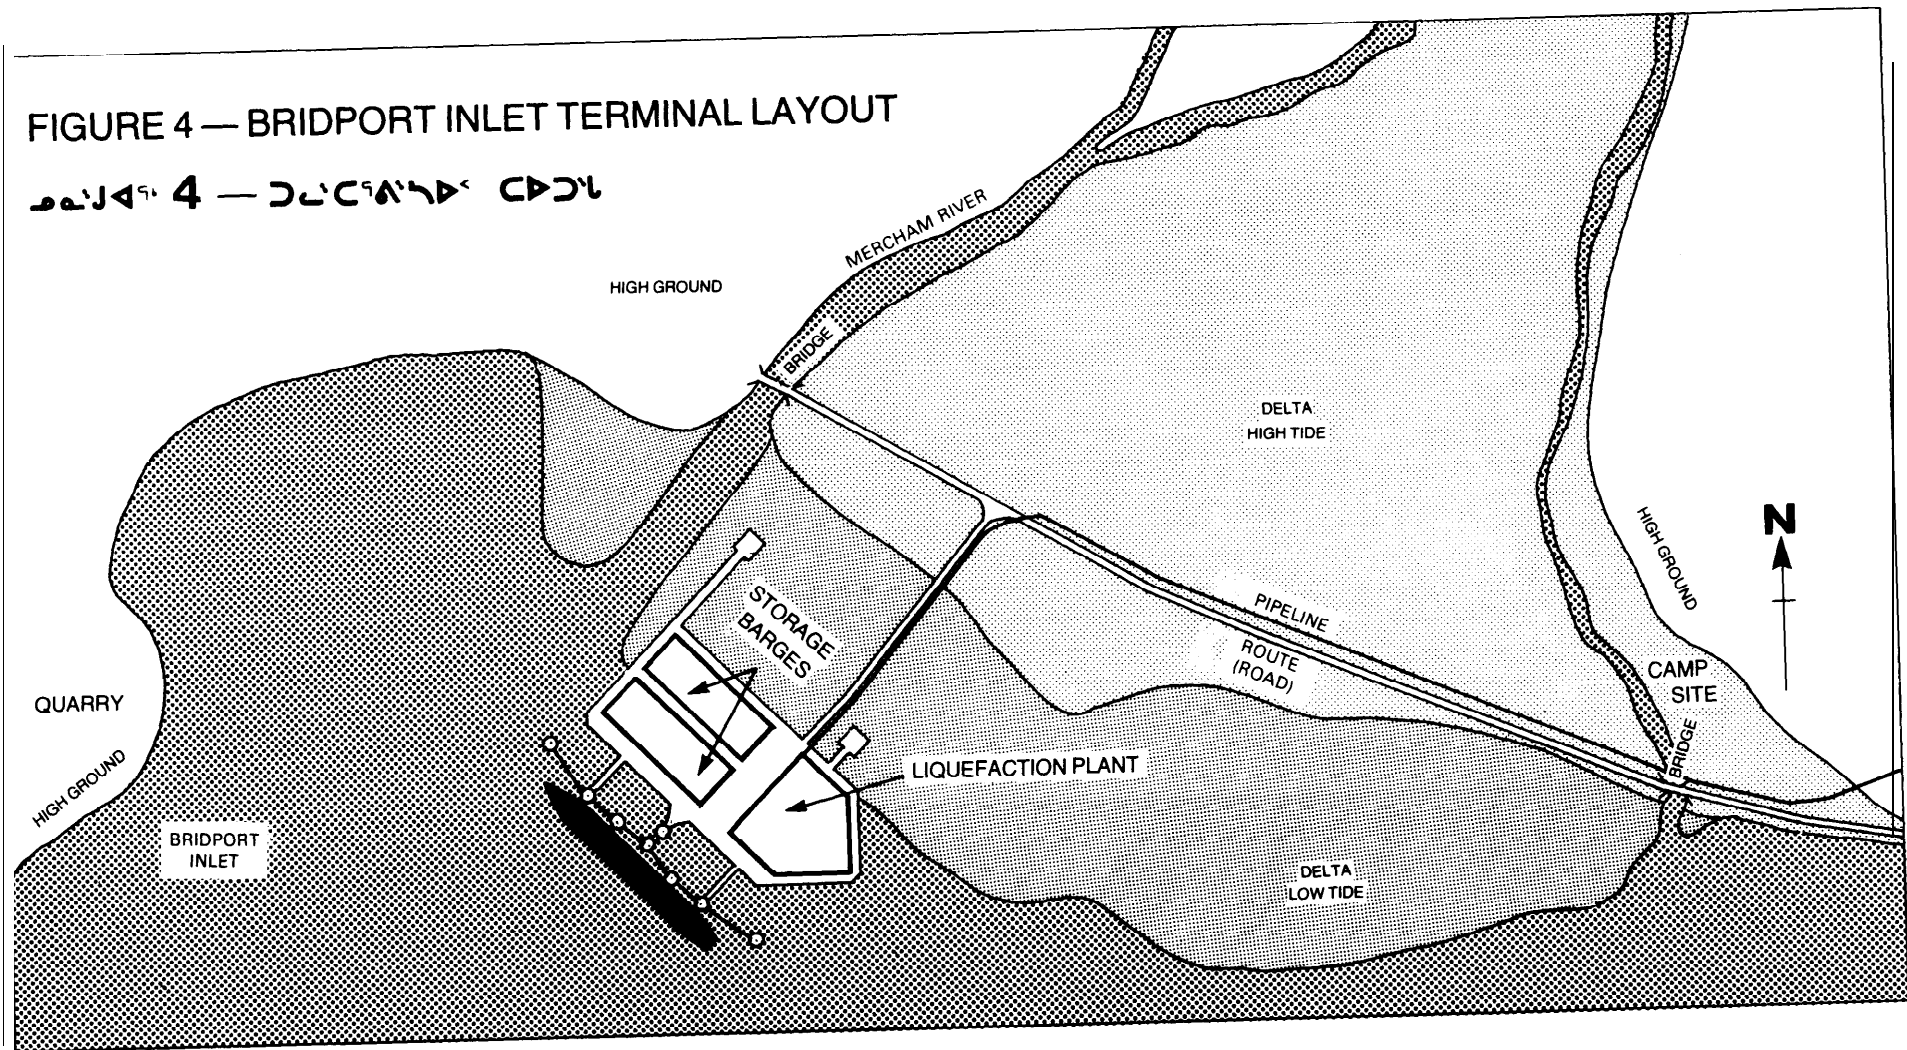 FIGURE 4 — BRIDPORT INLET TERMINAL LAYOUT
4 —
MERCHAM RIVER
HIGH GROUND
BRIDGE
DELTA
HIGH TIDE
N
HIGH GROUND
STORAGE
BARGES
PIPELINE
ROUTE
(ROAD)
CAMP
SITE
BRIDGE
QUARRY
HIGH GROUND
LIQUEFACTION PLANT
BRIDPORT
INLET
DELTA
LOW TIDE